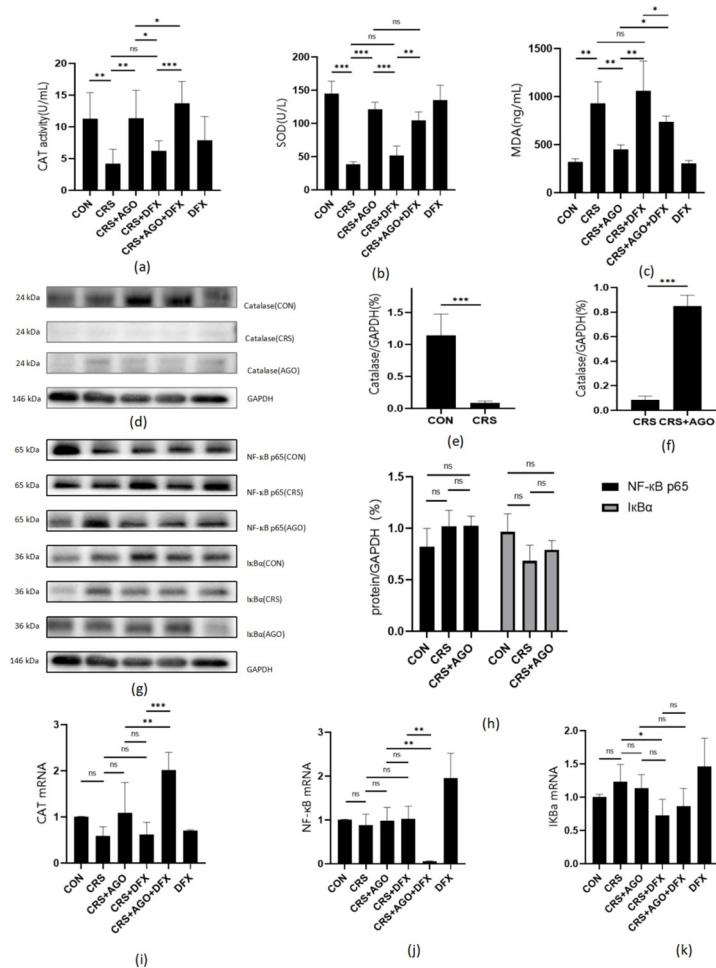 CAT activity(U/mL)
20
15
10
5
0
** ns ** * * ***
CON CRS CRS+AGO CRS+DFX CRS+AGO+DFX DFX
(a)
SOD(U/L)
200
150
100
50
0
*** ns *** *** ns **
CON CRS CRS+AGO CRS+DFX CRS+AGO+DFX DFX
(b)
MDA(ng/mL)
1500
1000
500
0
** ns ** ** * *
CON CRS CRS+AGO CRS+DFX CRS+AGO+DFX DFX
(c)
24 kDa Catalase(CON)
24 kDa Catalase(CRS)
24 kDa Catalase(AGO)
146 kDa GAPDH
(d)
Catalase/GAPDH(%)
1.5
1.0
0.5
0.0
***
CON CRS
(e)
Catalase/GAPDH(%)
1.0
0.8
0.6
0.4
0.2
0.0
***
CRS CRS+AGO
(f)
65 kDa NF-κB p65(CON)
65 kDa NF-κB p65(CRS)
65 kDa NF-κB p65(AGO)
36 kDa IκBα(CON)
36 kDa IκBα(CRS)
36 kDa IκBα(AGO)
146 kDa GAPDH
(g)
protein/GAPDH (%)
1.5
1.0
0.5
0.0
ns ns ns ns ns ns
CON CRS CRS+AGO CON CRS CRS+AGO
NF-κB p65
IκBα
(h)
CAT mRNA
3
2
1
0
ns ns ns ns ** ***
CON CRS CRS+AGO CRS+DFX CRS+AGO+DFX DFX
(i)
NF-κB mRNA
3
2
1
0
ns ns ns ns ** **
CON CRS CRS+AGO CRS+DFX CRS+AGO+DFX DFX
(j)
IKBa mRNA
2.0
1.5
1.0
0.5
0.0
ns ns * ns ns ns
CON CRS CRS+AGO CRS+DFX CRS+AGO+DFX DFX
(k)